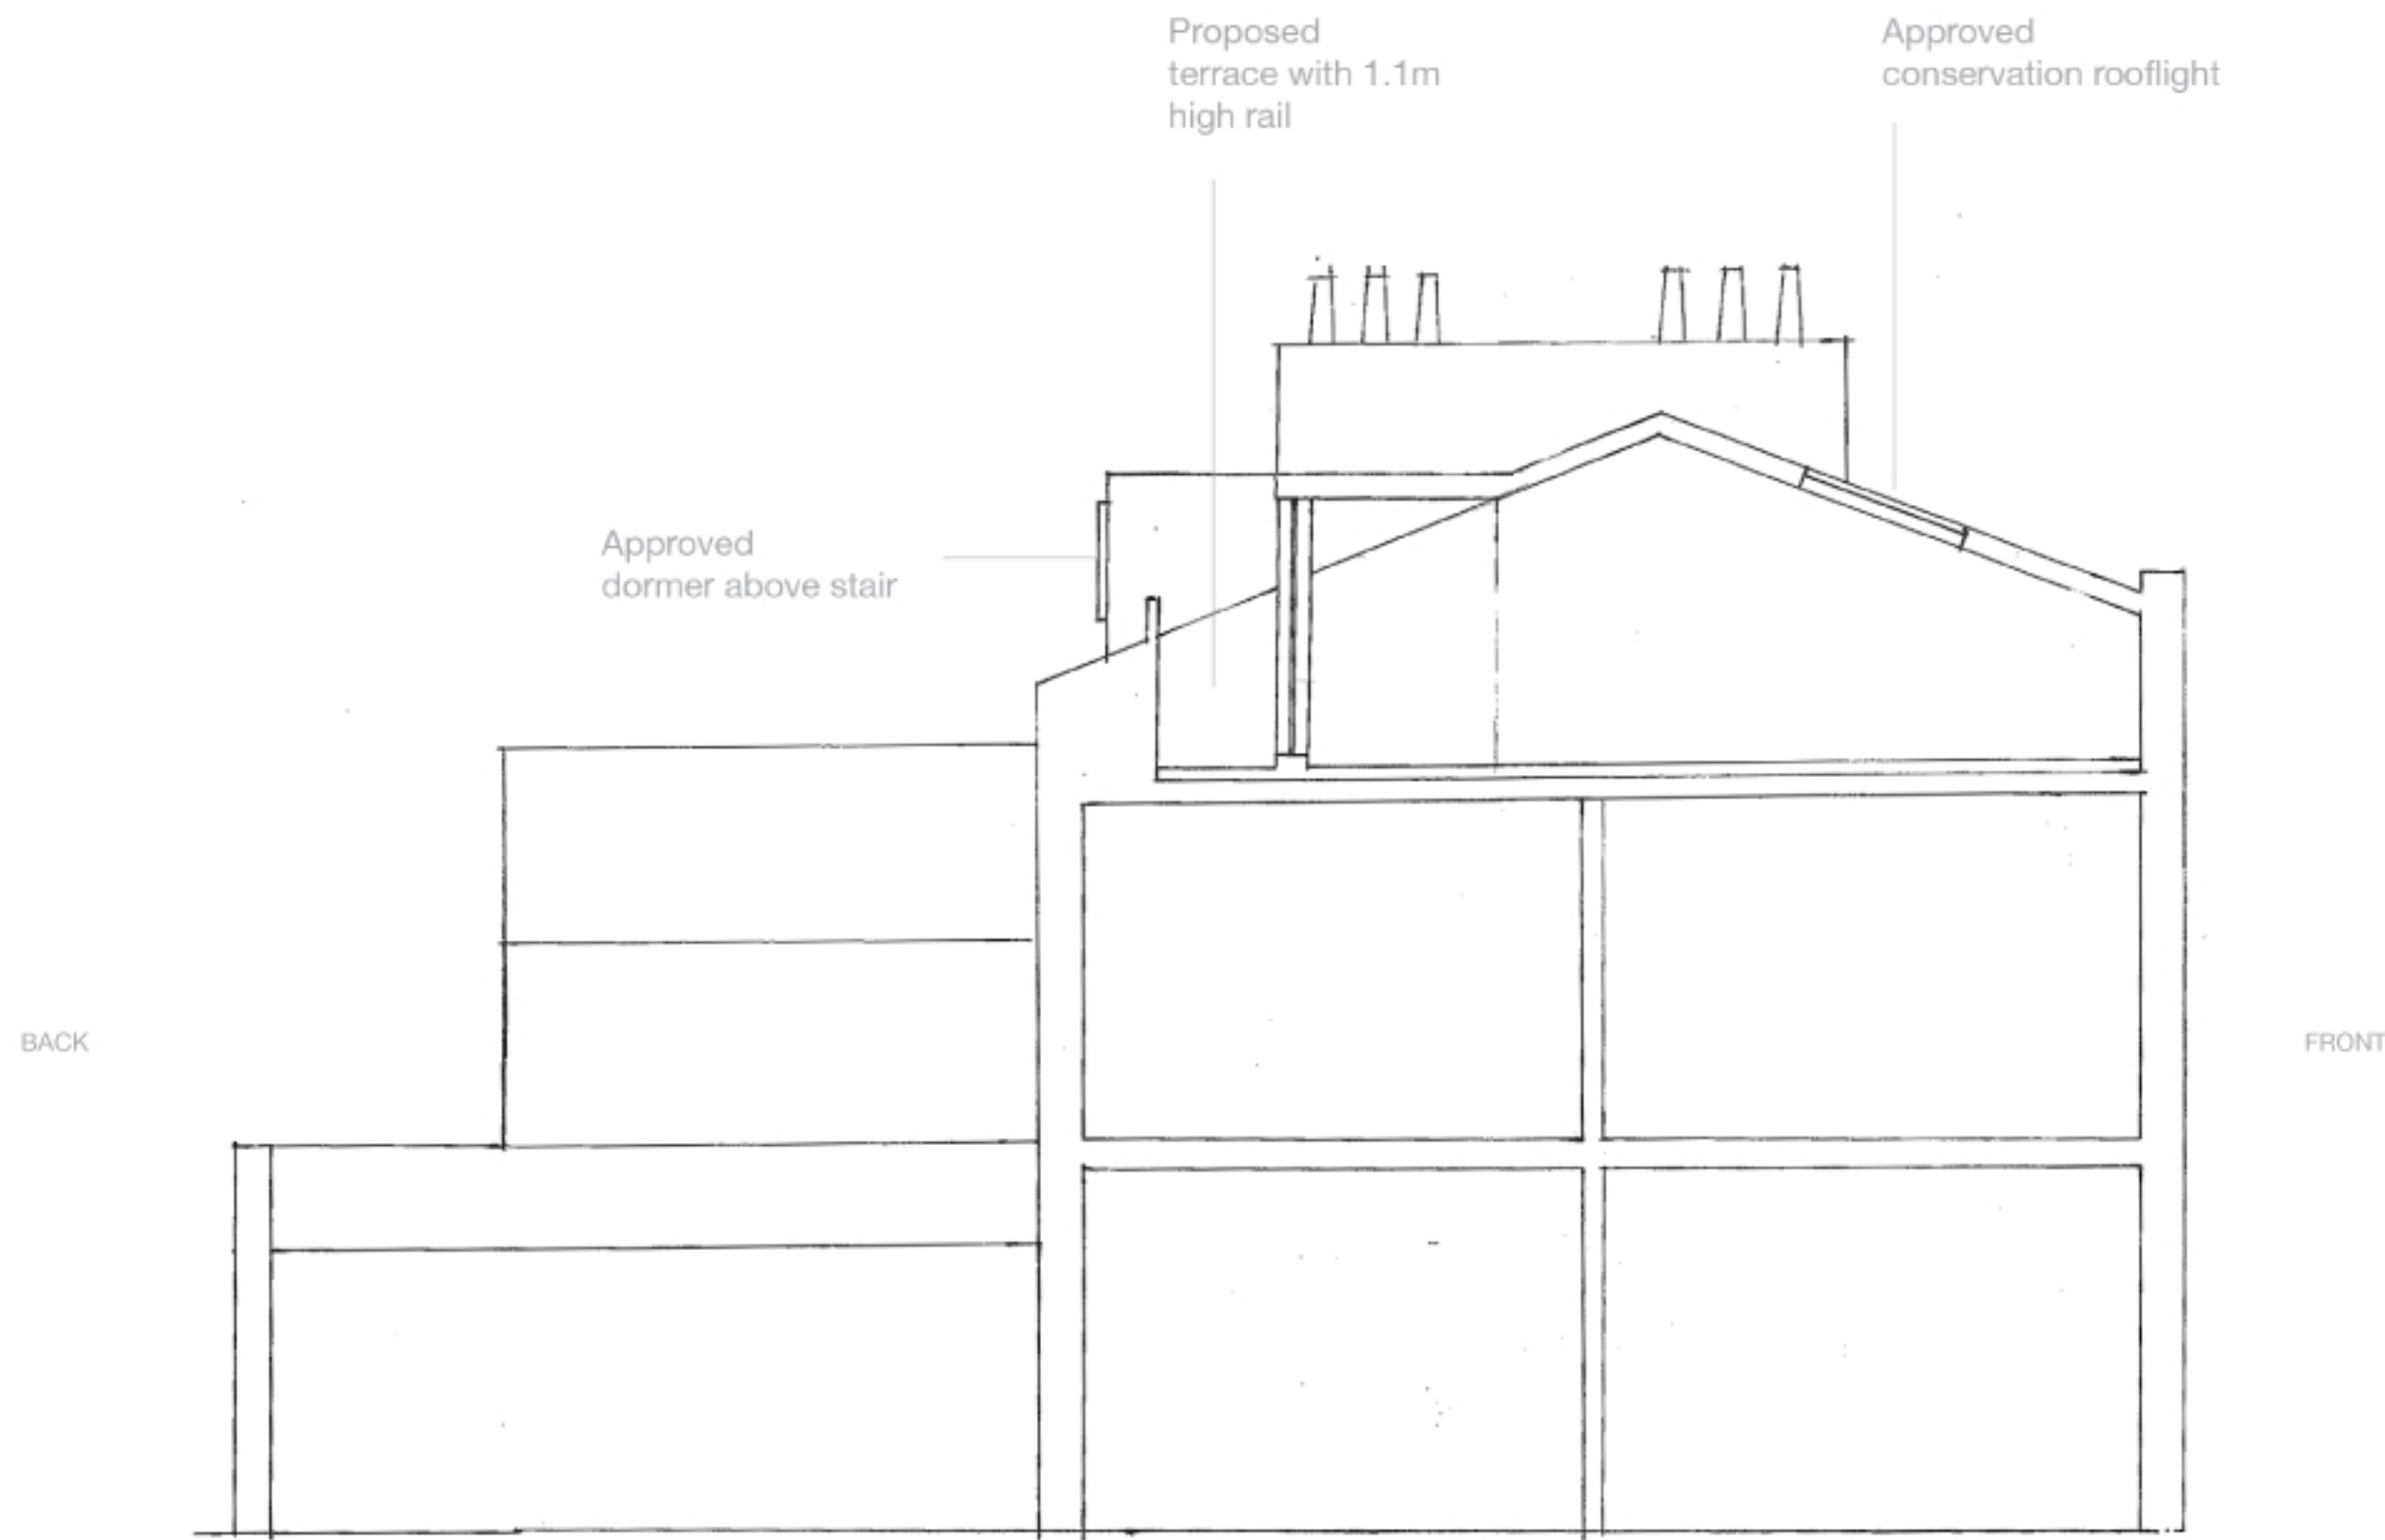 Proposed
terrace with 1.1m
high rail
Approved
conservation rooflight
Approved
dormer above stair
BACK
FRONT